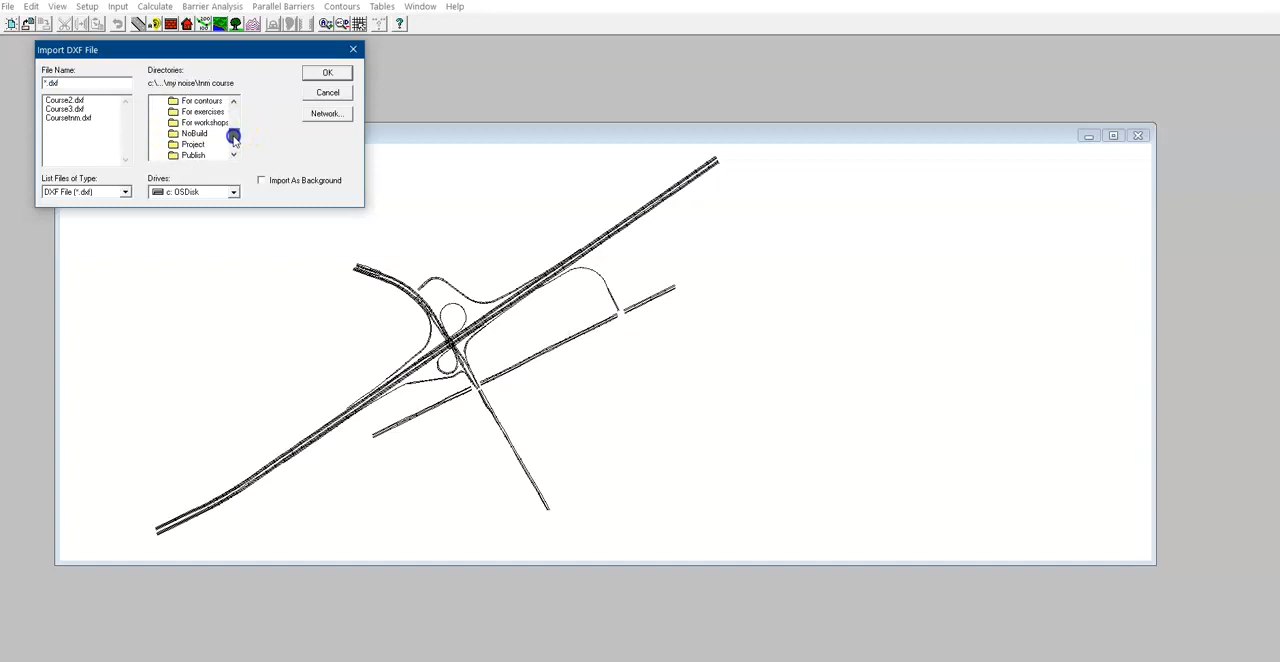 File Edit View Setup Input Calculate Barrier Analysis Parallel Barriers Contours Tables Window Help
Import DXF File
File Name:
*.dxf
Course2.dxf
Course3.dxf
Coursetnm.dxf
List Files of Type:
DXF File (*.dxf)
Directories:
c:\...\my noise\tnm course
For contours
For exercises
For workshops
NoBuild
Project
Publish
Drives:
c: OSDisk
OK
Cancel
Network...
Import As Background